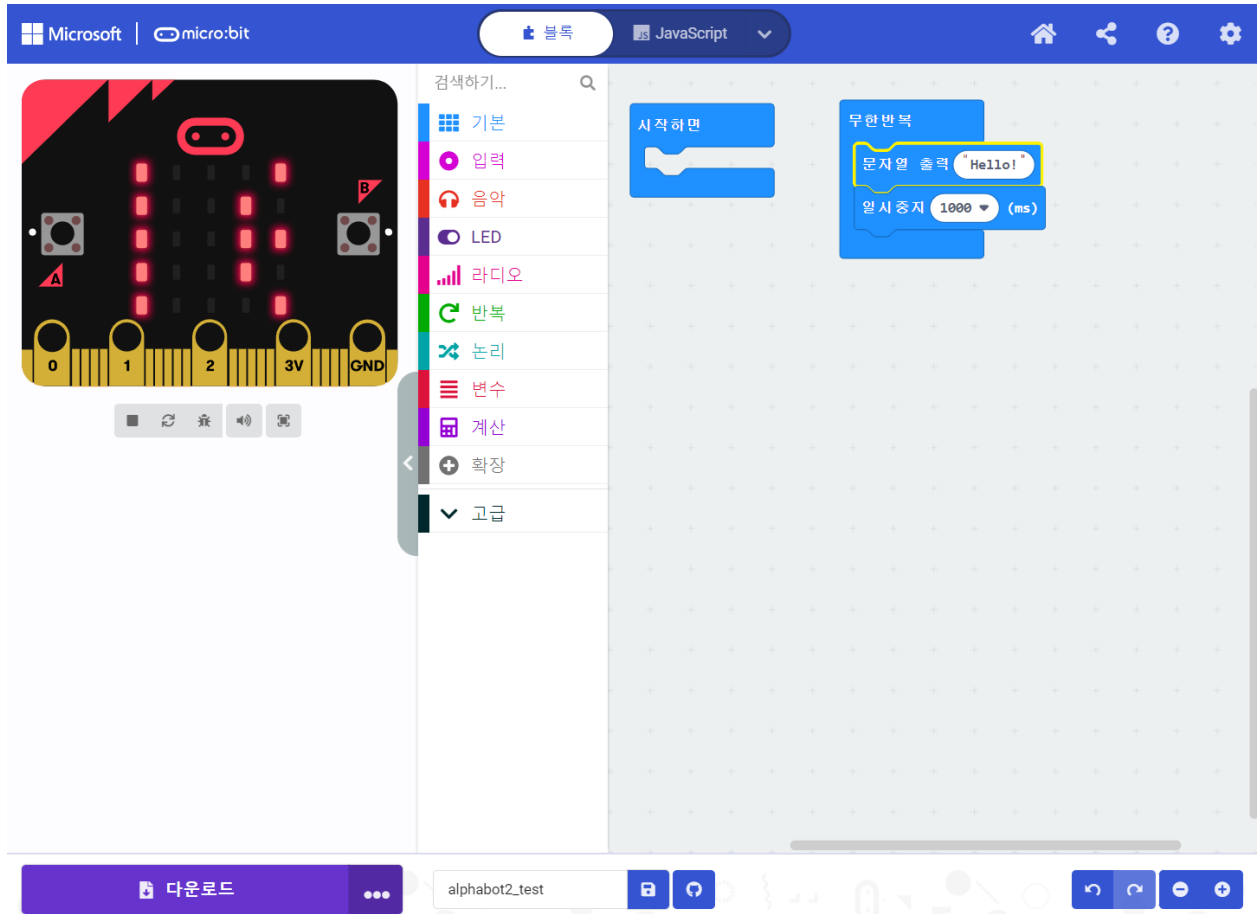 Microsoft micro:bit
블록
JavaScript
검색하기...
기본
입력
음악
LED
라디오
반복
논리
변수
계산
확장
고급
시작하면
무한반복
문자열 출력 "Hello!"
일시중지 1000 (ms)
A
B
0 1 2 3V GND
다운로드
alphabot2_test